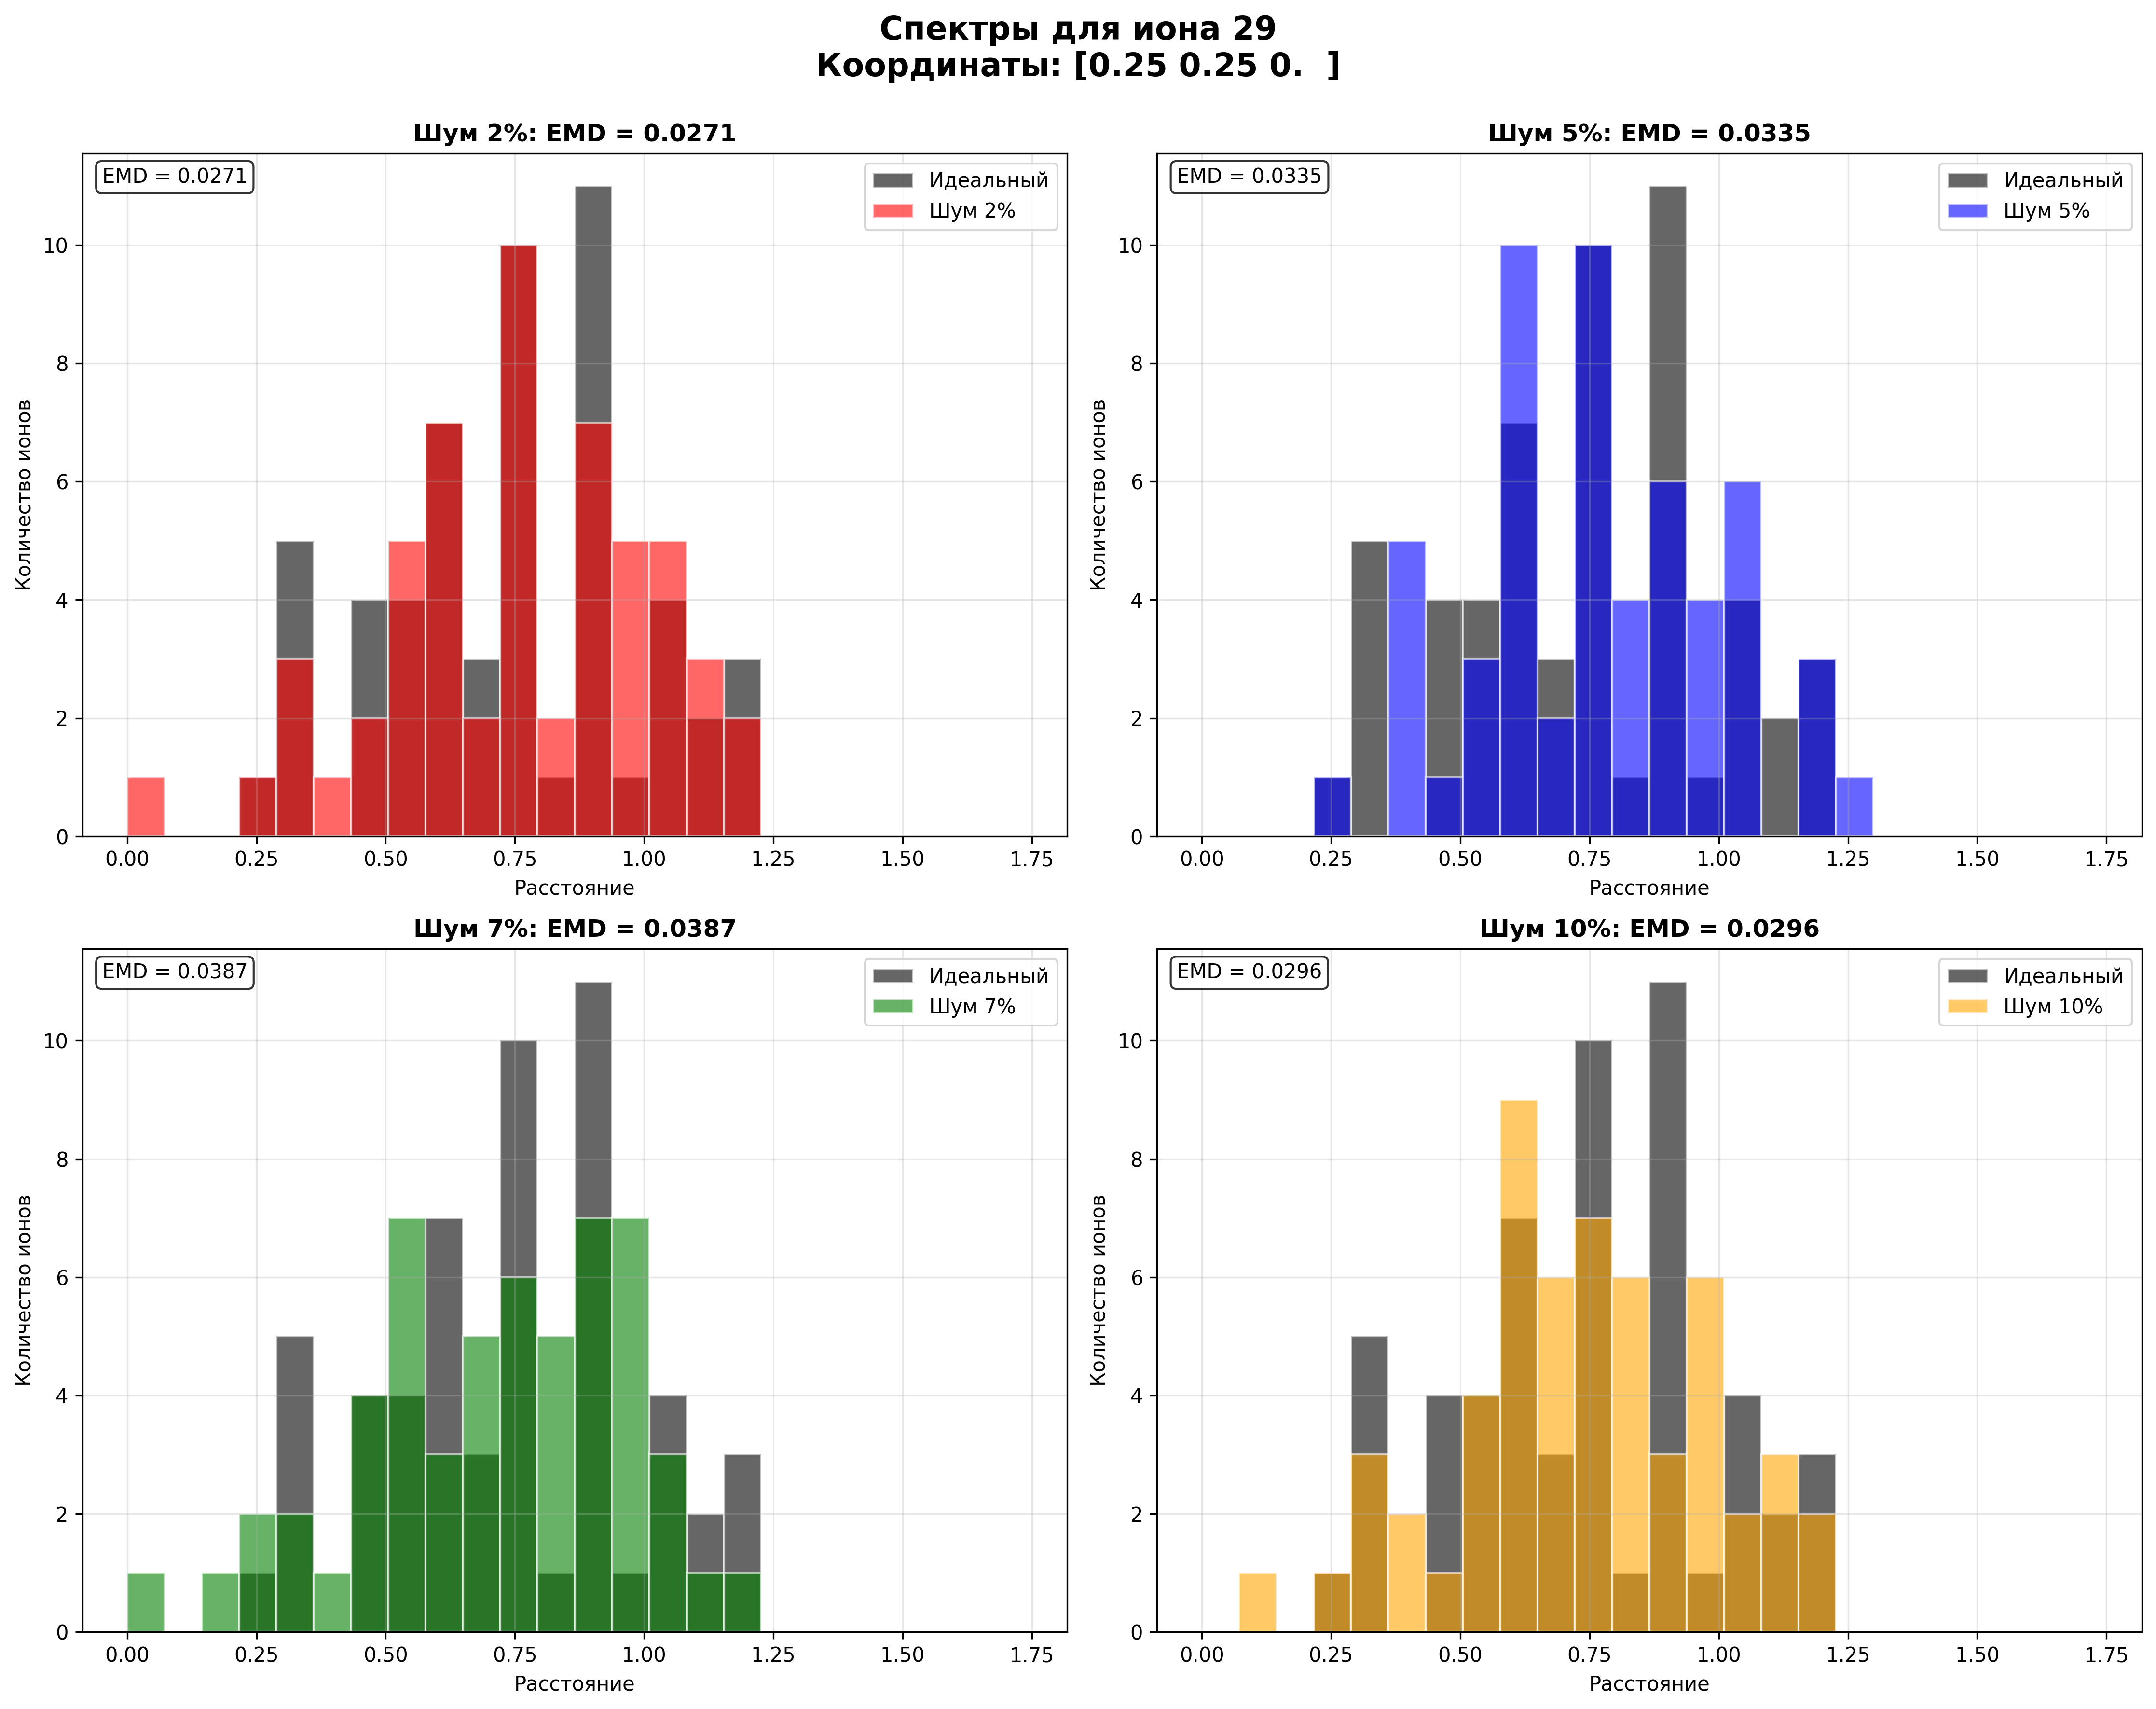 Спектры для иона 29
Координаты: [0.25 0.25 0.  ]
Шум 2%: EMD = 0.0271
EMD = 0.0271
Идеальный
Шум 2%
Количество ионов
0
2
4
6
8
10
0.00 0.25 0.50 0.75 1.00 1.25 1.50 1.75
Расстояние
Шум 5%: EMD = 0.0335
EMD = 0.0335
Идеальный
Шум 5%
Количество ионов
0
2
4
6
8
10
0.00 0.25 0.50 0.75 1.00 1.25 1.50 1.75
Расстояние
Шум 7%: EMD = 0.0387
EMD = 0.0387
Идеальный
Шум 7%
Количество ионов
0
2
4
6
8
10
0.00 0.25 0.50 0.75 1.00 1.25 1.50 1.75
Расстояние
Шум 10%: EMD = 0.0296
EMD = 0.0296
Идеальный
Шум 10%
Количество ионов
0
2
4
6
8
10
0.00 0.25 0.50 0.75 1.00 1.25 1.50 1.75
Расстояние